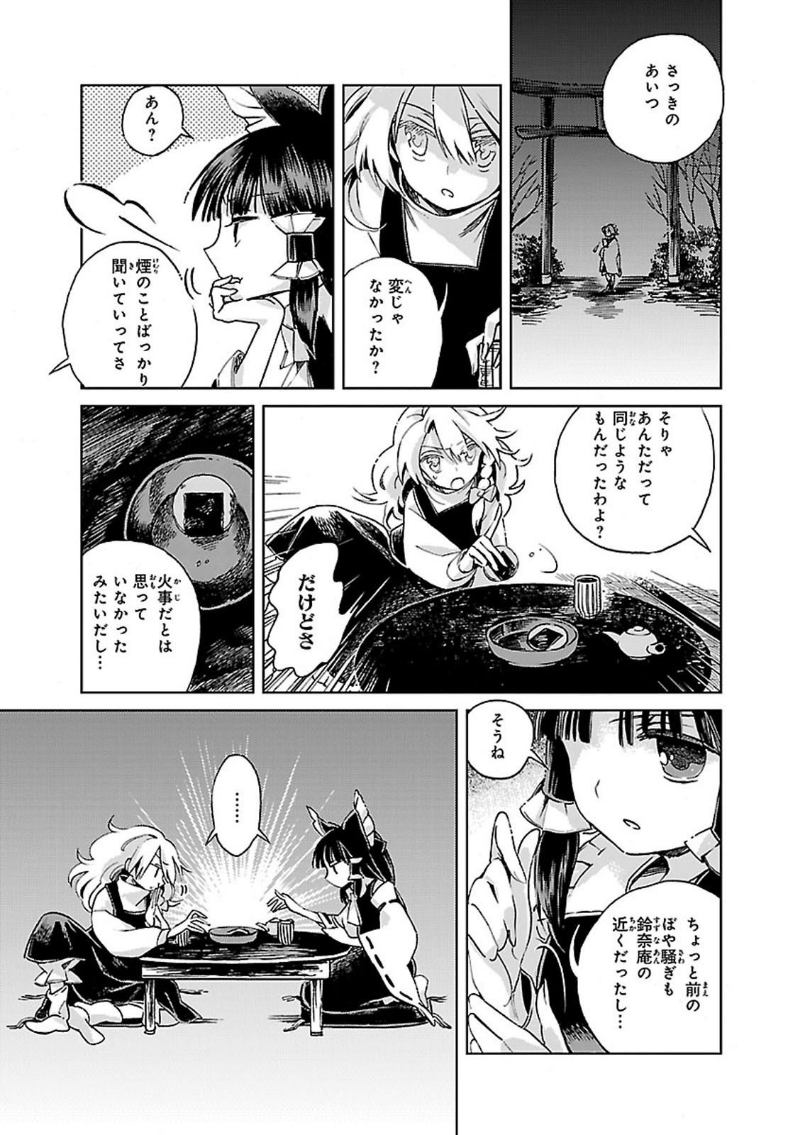 さっきの
あいつ
変じゃ
なかったか?
あん?
煙のことばっかり
聞いていってさ
そりゃ
あんただって
同じような
もんだったわよ?
だけどさ
火事だとは
思って
いなかった
みたいだし…
そうね
ちょっと前の
ぼや騒ぎも
鈴奈庵の
近くだったし…
……